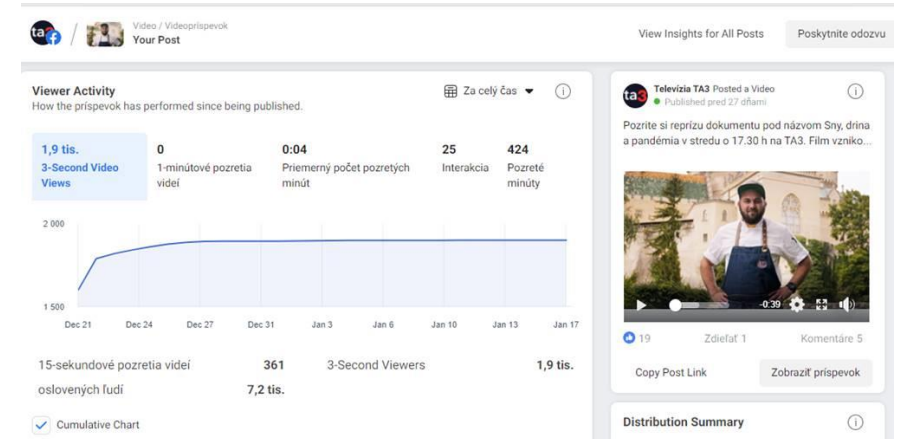 ta3
Video / Videopríspevok
Your Post
View Insights for All Posts
Poskytnite odozvu
Viewer Activity
How the príspevok has performed since being published.
Za celý čas
1,9 tis.
3-Second Video
Views
0
1-minútové pozretia
videí
0:04
Priemerný počet pozretých
minút
25
Interakcia
424
Pozreté
minúty
2 000
1 500
Dec 21 Dec 24 Dec 27 Dec 31 Jan 3 Jan 6 Jan 10 Jan 13 Jan 17
15-sekundové pozretia videí 361
3-Second Viewers 1,9 tis.
oslovených ľudí 7,2 tis.
Cumulative Chart
ta3
Televízia TA3 Posted a Video
Published pred 27 dňami
Pozrite si reprízu dokumentu pod názvom Sny, drina
a pandémia v stredu o 17.30 h na TA3. Film vzniko...
-0:39
19 Zdieľať 1 Komentáre 5
Copy Post Link
Zobraziť príspevok
Distribution Summary